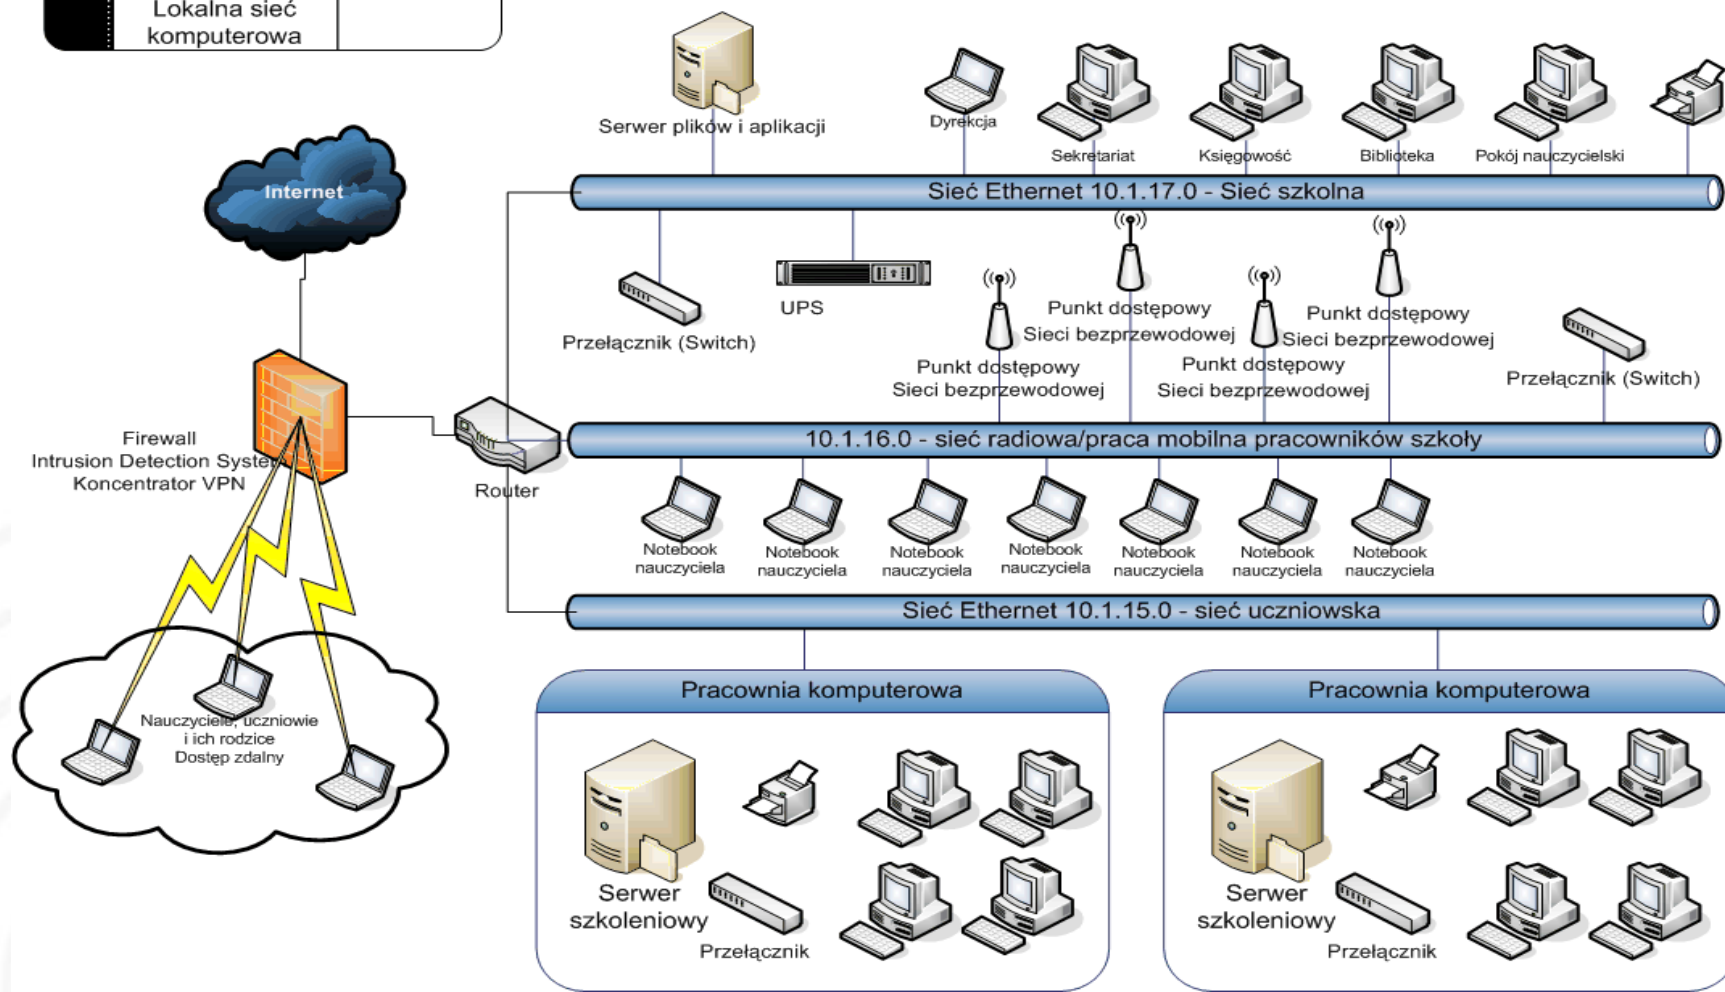 Lokalna sieć
komputerowa
Serwer plików i aplikacji
Dyrekcja
Sekretariat
Księgowość
Biblioteka
Pokój nauczycielski
Internet
Sieć Ethernet 10.1.17.0 - Sieć szkolna
Przełącznik (Switch)
UPS
Punkt dostępowy
Sieci bezprzewodowej
Punkt dostępowy
Sieci bezprzewodowej
Punkt dostępowy
Sieci bezprzewodowej
Punkt dostępowy
Sieci bezprzewodowej
Przełącznik (Switch)
Firewall
Intrusion Detection System
Koncentrator VPN
Router
10.1.16.0 - sieć radiowa/praca mobilna pracowników szkoły
Notebook
nauczyciela
Notebook
nauczyciela
Notebook
nauczyciela
Notebook
nauczyciela
Notebook
nauczyciela
Notebook
nauczyciela
Notebook
nauczyciela
Sieć Ethernet 10.1.15.0 - sieć uczniowska
Nauczyciele, uczniowie
i ich rodzice
Dostęp zdalny
Pracownia komputerowa
Serwer
szkoleniowy
Przełącznik
Pracownia komputerowa
Serwer
szkoleniowy
Przełącznik